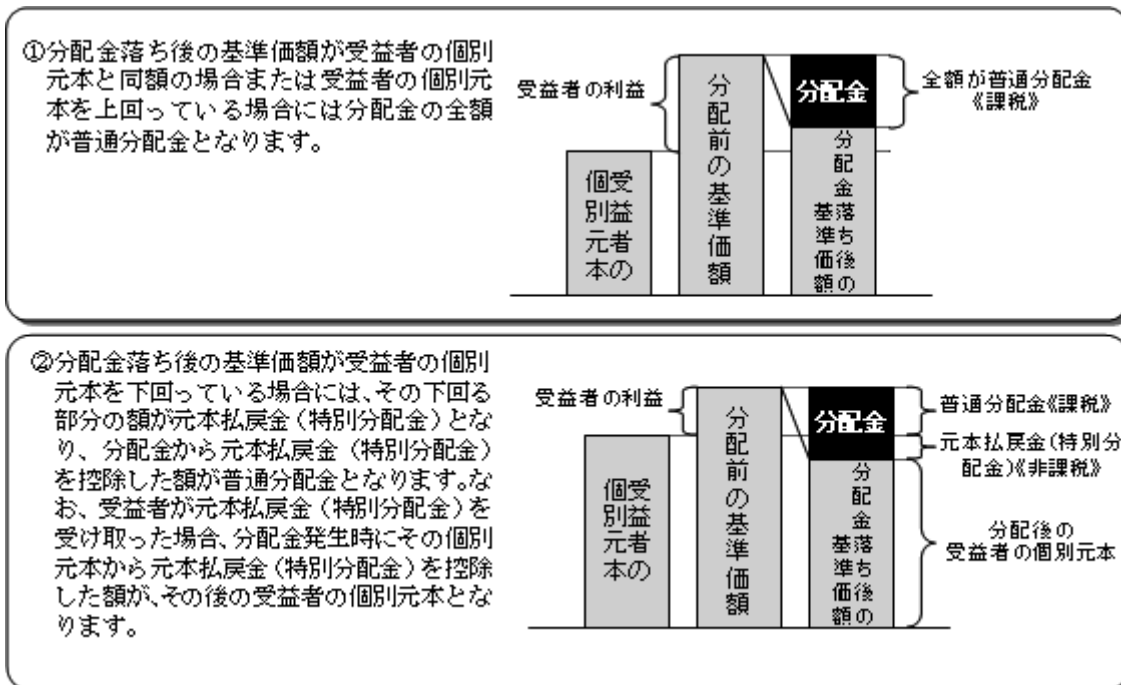 ①分配金落ち後の基準価額が受益者の個別
元本と同額の場合または受益者の個別元
本を上回っている場合には分配金の全額
が普通分配金となります。
受益者の利益
個別元本
受益者の
分配前の基準価額
分配金
分配金落ち後の
基準価額
全額が普通分配金
《課税》
②分配金落ち後の基準価額が受益者の個別
元本を下回っている場合には、その下回る
部分の額が元本払戻金(特別分配金)とな
り、分配金から元本払戻金(特別分配金)
を控除した額が普通分配金となります。な
お、受益者が元本払戻金(特別分配金)を
受け取った場合、分配金発生時にその個別
元本から元本払戻金(特別分配金)を控除
した額が、その後の受益者の個別元本とな
ります。
受益者の利益
受益者の
個別元本
分配前の基準価額
分配金
分配金落ち後の
基準価額
普通分配金《課税》
元本払戻金(特別分
配金)《非課税》
分配後の
受益者の個別元本